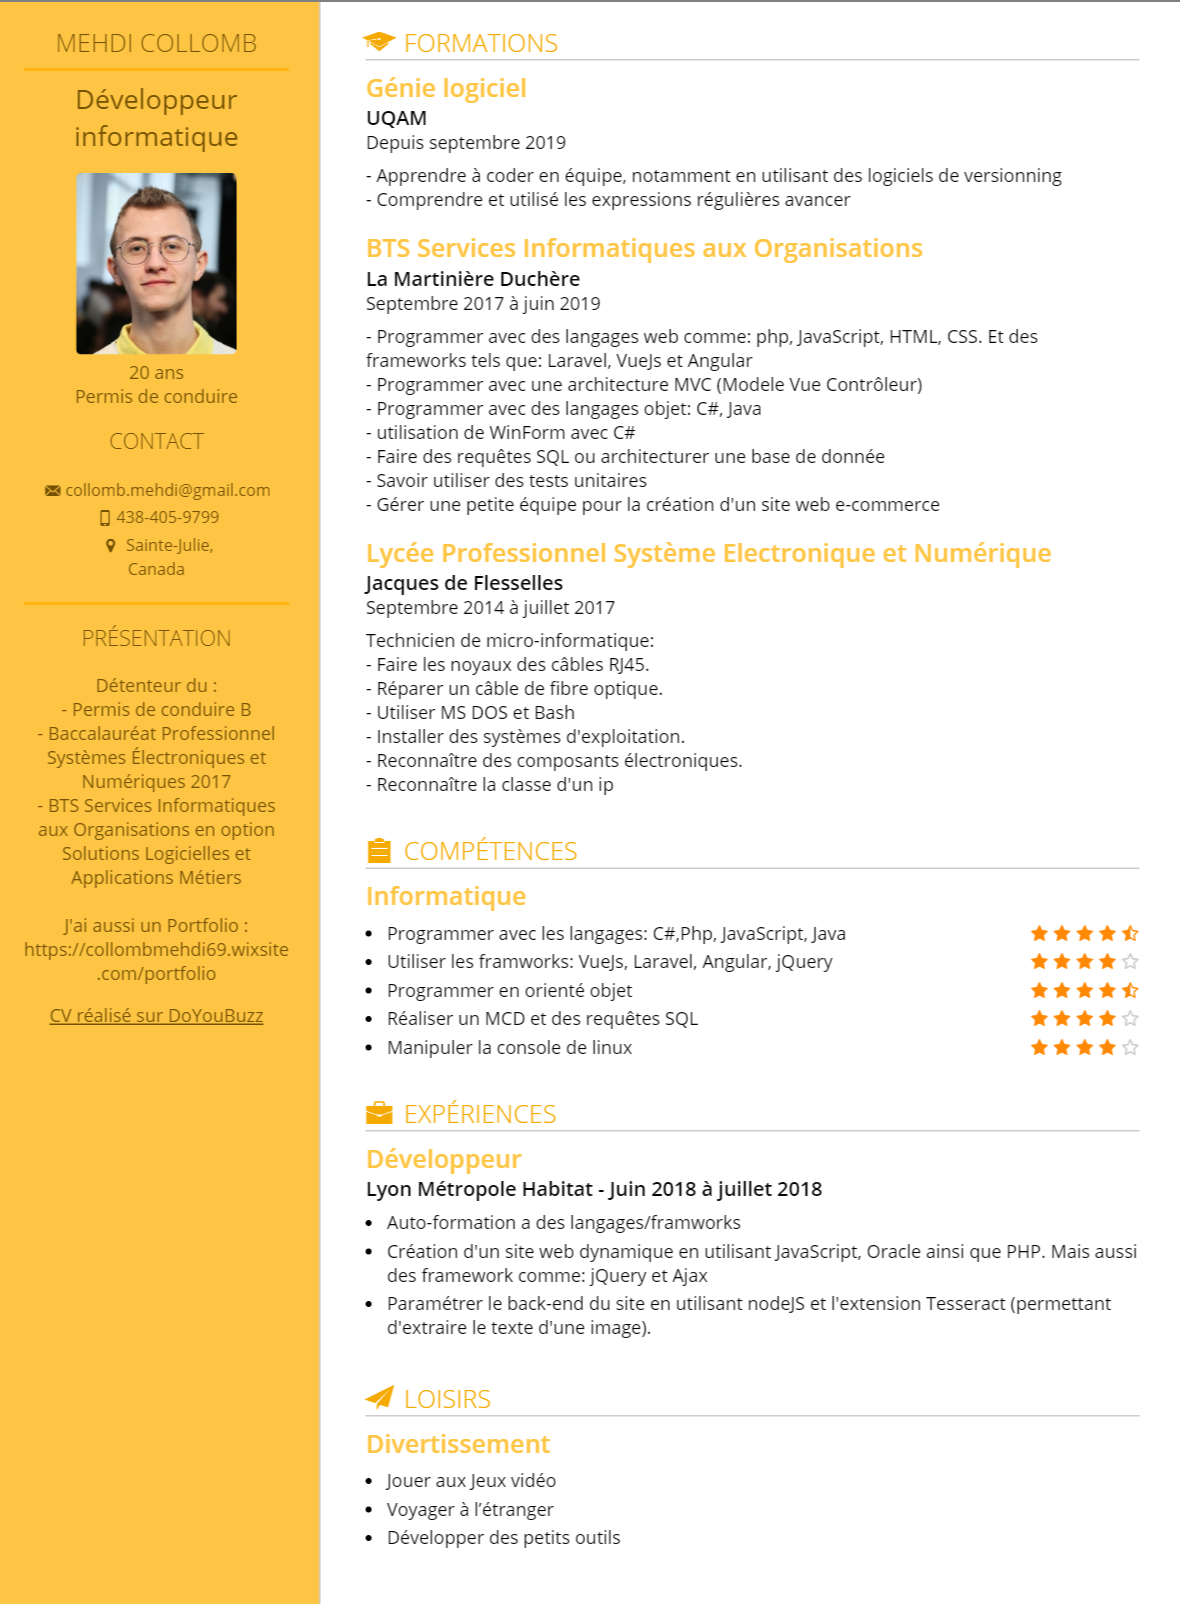 MEHDI COLLOMB
Développeur
informatique
20 ans
Permis de conduire
CONTACT
collomb.mehdi@gmail.com
438-405-9799
Sainte-Julie,
Canada
PRÉSENTATION
Détenteur du :
- Permis de conduire B
- Baccalauréat Professionnel
Systèmes Électroniques et
Numériques 2017
- BTS Services Informatiques
aux Organisations en option
Solutions Logicielles et
Applications Métiers
J'ai aussi un Portfolio :
https://collombmehdi69.wixsite
.com/portfolio
CV réalisé sur DoYouBuzz
FORMATIONS
Génie logiciel
UQAM
Depuis septembre 2019
- Apprendre à coder en équipe, notamment en utilisant des logiciels de versionning
- Comprendre et utilisé les expressions régulières avancer
BTS Services Informatiques aux Organisations
La Martinière Duchère
Septembre 2017 à juin 2019
- Programmer avec des langages web comme: php, JavaScript, HTML, CSS. Et des
frameworks tels que: Laravel, VueJs et Angular
- Programmer avec une architecture MVC (Modele Vue Contrôleur)
- Programmer avec des langages objet: C#, Java
- utilisation de WinForm avec C#
- Faire des requêtes SQL ou architecturer une base de donnée
- Savoir utiliser des tests unitaires
- Gérer une petite équipe pour la création d'un site web e-commerce
Lycée Professionnel Système Electronique et Numérique
Jacques de Flesselles
Septembre 2014 à juillet 2017
Technicien de micro-informatique:
- Faire les noyaux des câbles RJ45.
- Réparer un câble de fibre optique.
- Utiliser MS DOS et Bash
- Installer des systèmes d'exploitation.
- Reconnaître des composants électroniques.
- Reconnaître la classe d'un ip
COMPÉTENCES
Informatique
• Programmer avec les langages: C#,Php, JavaScript, Java
• Utiliser les framworks: VueJs, Laravel, Angular, jQuery
• Programmer en orienté objet
• Réaliser un MCD et des requêtes SQL
• Manipuler la console de linux
EXPÉRIENCES
Développeur
Lyon Métropole Habitat - Juin 2018 à juillet 2018
• Auto-formation a des langages/framworks
• Création d'un site web dynamique en utilisant JavaScript, Oracle ainsi que PHP. Mais aussi
des framework comme: jQuery et Ajax
• Paramétrer le back-end du site en utilisant nodeJS et l'extension Tesseract (permettant
d'extraire le texte d'une image).
LOISIRS
Divertissement
• Jouer aux Jeux vidéo
• Voyager à l’étranger
• Développer des petits outils